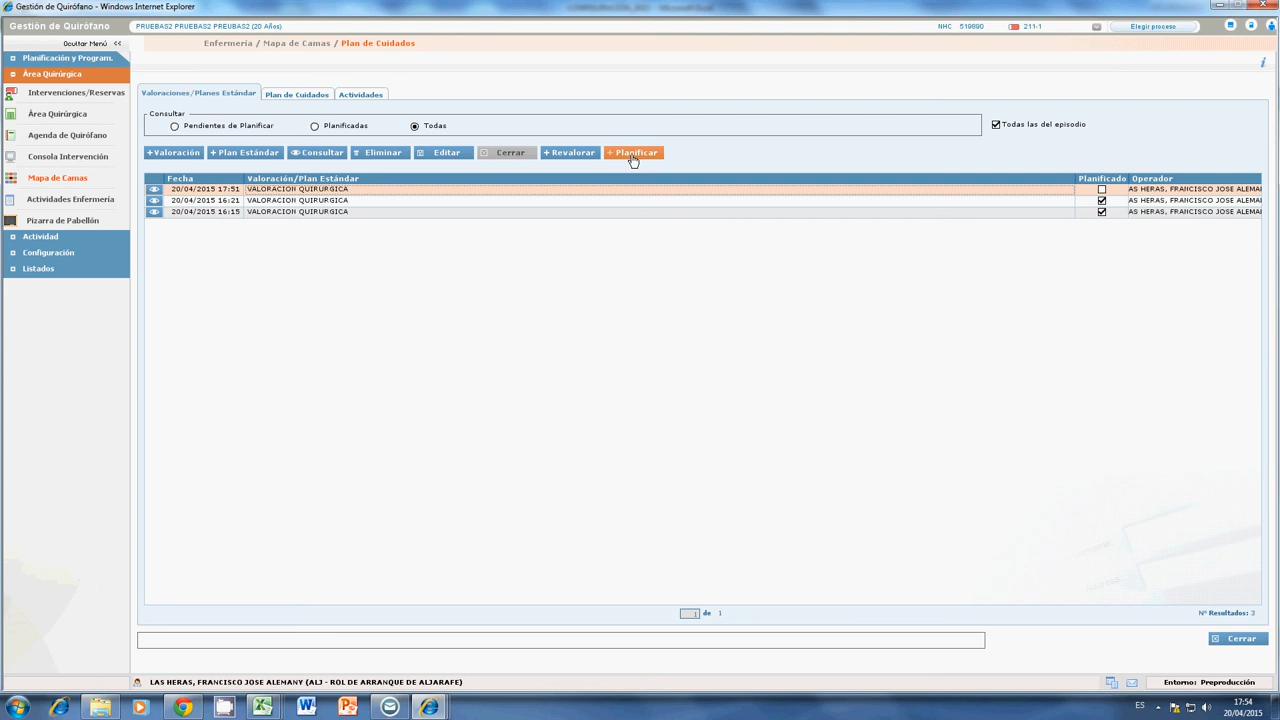 Gestión de Quirófano - Windows Internet Explorer
Gestión de Quirófano
PRUEBAS2 PRUEBAS2 PREUBAS2 (20 Años)
NHC 519890
211-1
Elegir proceso
Ocultar Menú <<
Enfermería / Mapa de Camas / Plan de Cuidados
Planificación y Program.
Área Quirúrgica
Intervenciones/Reservas
Área Quirúrgica
Agenda de Quirófano
Consola Intervención
Mapa de Camas
Actividades Enfermería
Pizarra de Pabellón
Actividad
Configuración
Listados
Valoraciones/Planes Estándar
Plan de Cuidados
Actividades
Consultar
Pendientes de Planificar
Planificadas
Todas
Todas las del episodio
+Valoración
+ Plan Estándar
Consultar
Eliminar
Editar
Cerrar
+ Revalorar
+ Planificar
Fecha Valoración/Plan Estándar Planificado Operador
20/04/2015 17:51 VALORACION QUIRURGICA AS HERAS, FRANCISCO JOSE ALEMA
20/04/2015 16:21 VALORACION QUIRURGICA AS HERAS, FRANCISCO JOSE ALEMA
20/04/2015 16:15 VALORACION QUIRURGICA AS HERAS, FRANCISCO JOSE ALEMA
1 de 1
Nº Resultados: 3
Cerrar
LAS HERAS, FRANCISCO JOSE ALEMANY (ALJ - ROL DE ARRANQUE DE ALJARAFE)
Entorno: Preproducción
ES
17:54
20/04/2015